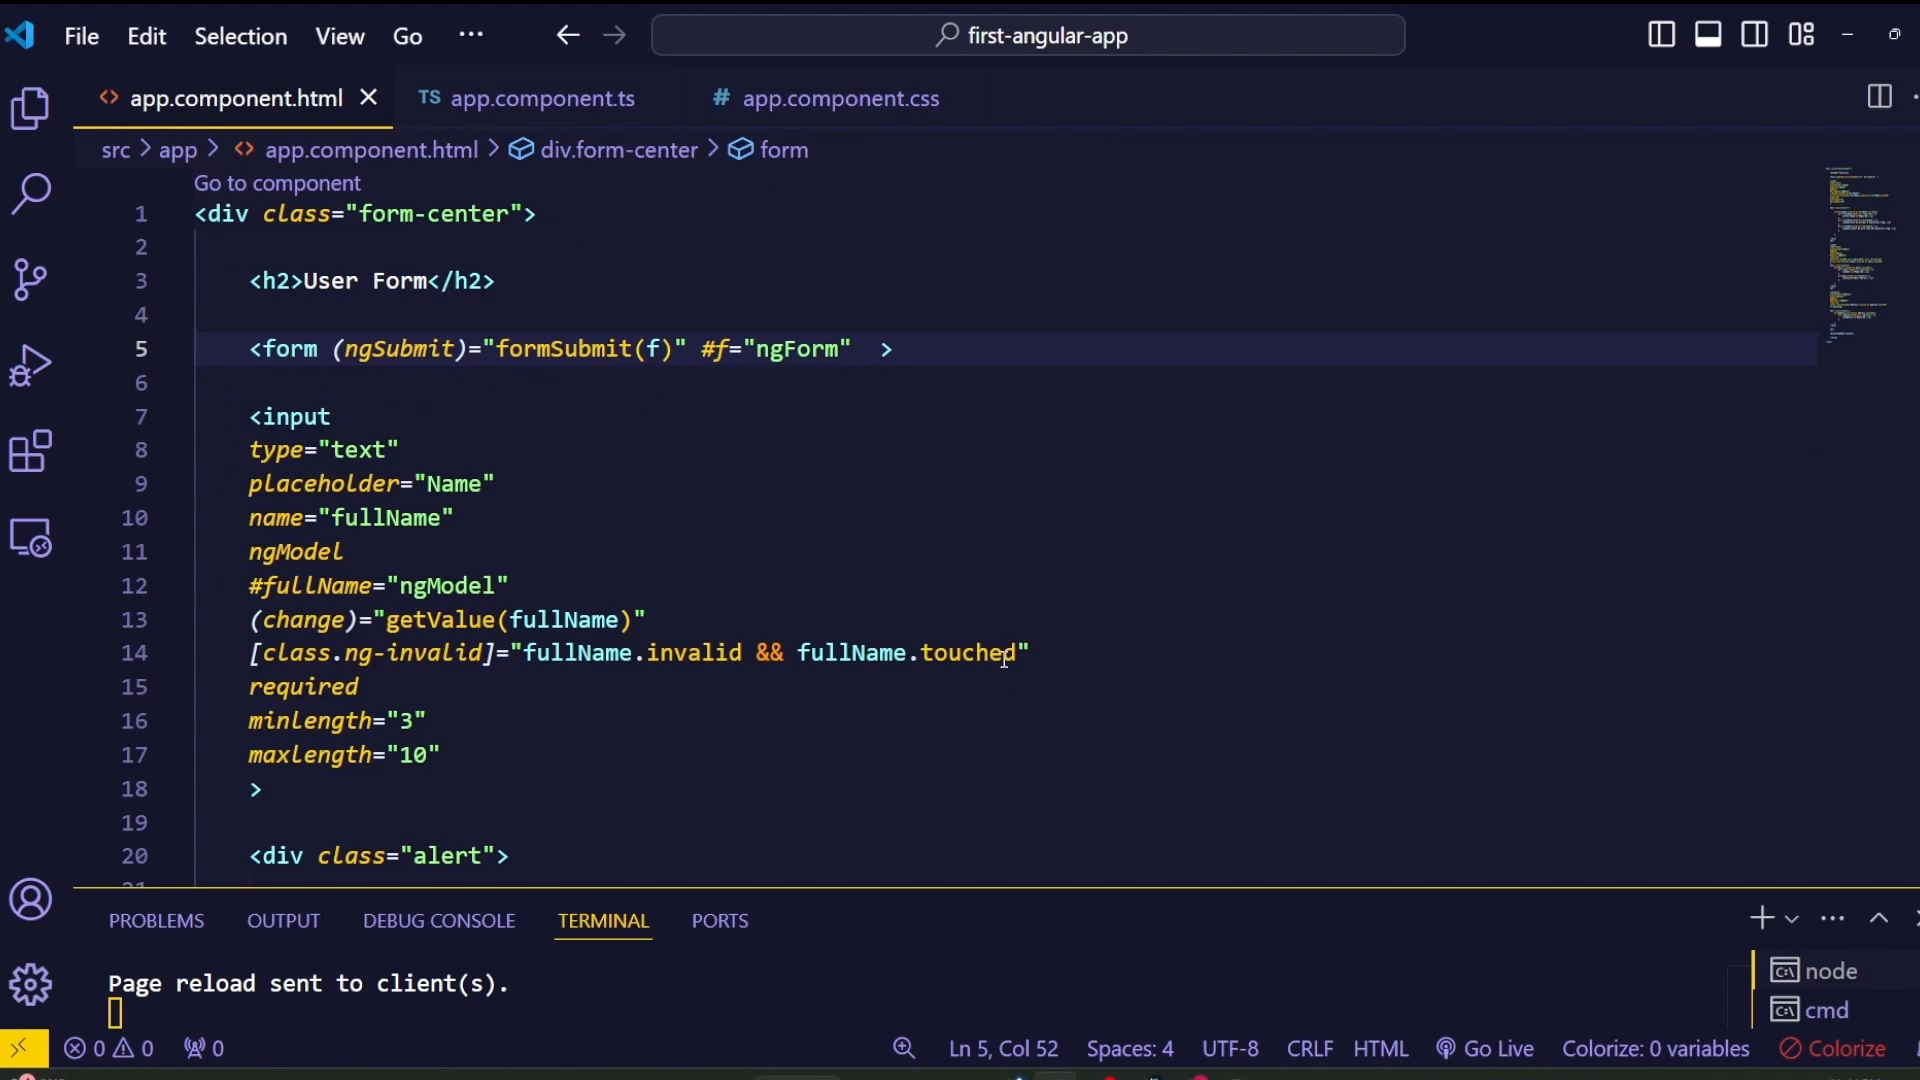 File Edit Selection View Go ··· first-angular-app
<> app.component.html TS app.component.ts # app.component.css
src > app > <> app.component.html > div.form-center > form
Go to component
1 <div class="form-center">
2
3 <h2>User Form</h2>
4
5 <form (ngSubmit)="formSubmit(f)" #f="ngForm" >
6
7 <input
8 type="text"
9 placeholder="Name"
10 name="fullName"
11 ngModel
12 #fullName="ngModel"
13 (change)="getValue(fullName)"
14 [class.ng-invalid]="fullName.invalid && fullName.touched"
15 required
16 minlength="3"
17 maxlength="10"
18 >
19
20 <div class="alert">
21
PROBLEMS OUTPUT DEBUG CONSOLE TERMINAL PORTS
Page reload sent to client(s).
node
cmd
0 0 0 Ln 5, Col 52 Spaces: 4 UTF-8 CRLF HTML Go Live Colorize: 0 variables Colorize